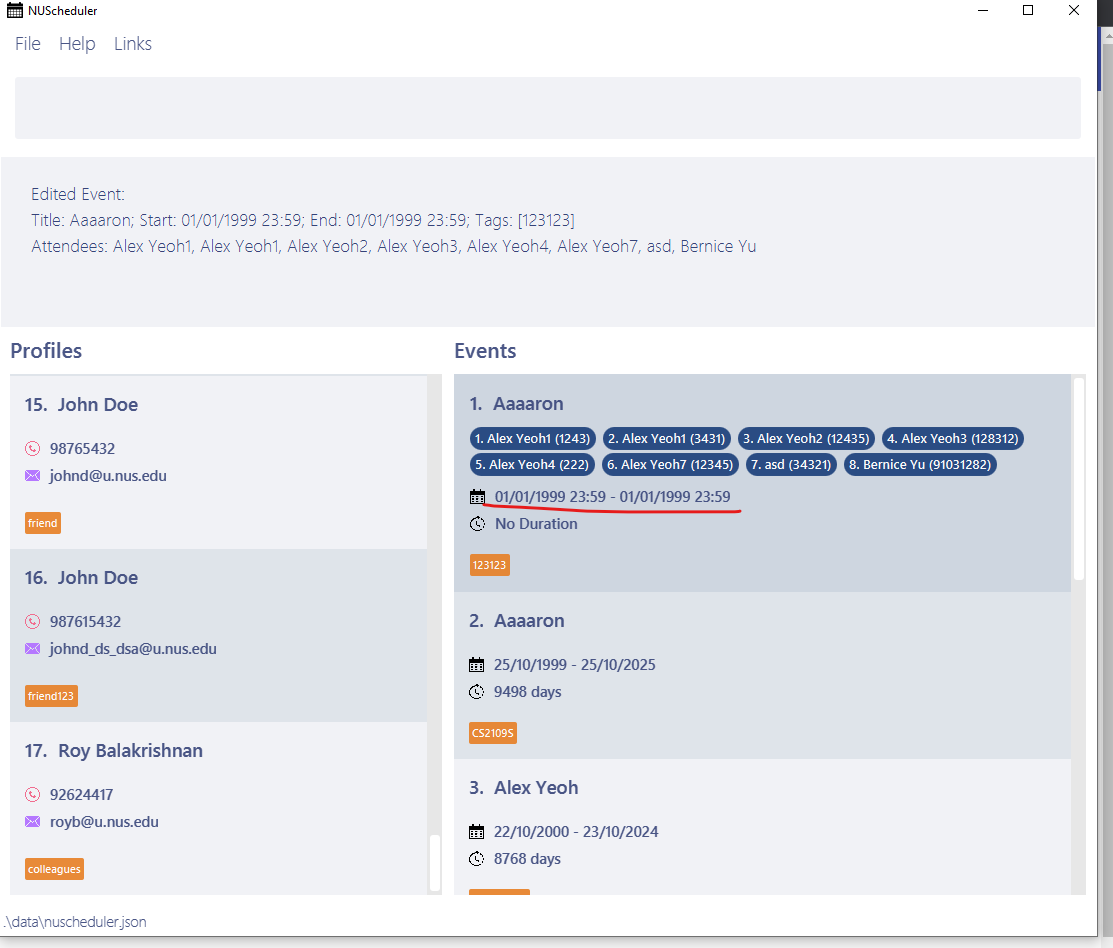 NUScheduler
File Help Links
Edited Event:
Title: Aaaaron; Start: 01/01/1999 23:59; End: 01/01/1999 23:59; Tags: [123123]
Attendees: Alex Yeoh1, Alex Yeoh1, Alex Yeoh2, Alex Yeoh3, Alex Yeoh4, Alex Yeoh7, asd, Bernice Yu
Profiles
15. John Doe
98765432
johnd@u.nus.edu
friend
16. John Doe
987615432
johnd_ds_dsa@u.nus.edu
friend123
17. Roy Balakrishnan
92624417
royb@u.nus.edu
colleagues
Events
1. Aaaaron
1. Alex Yeoh1 (1243) 2. Alex Yeoh1 (3431) 3. Alex Yeoh2 (12435) 4. Alex Yeoh3 (128312)
5. Alex Yeoh4 (222) 6. Alex Yeoh7 (12345) 7. asd (34321) 8. Bernice Yu (91031282)
01/01/1999 23:59 - 01/01/1999 23:59
No Duration
123123
2. Aaaaron
25/10/1999 - 25/10/2025
9498 days
CS2109S
3. Alex Yeoh
22/10/2000 - 23/10/2024
8768 days
.\data\nuscheduler.json